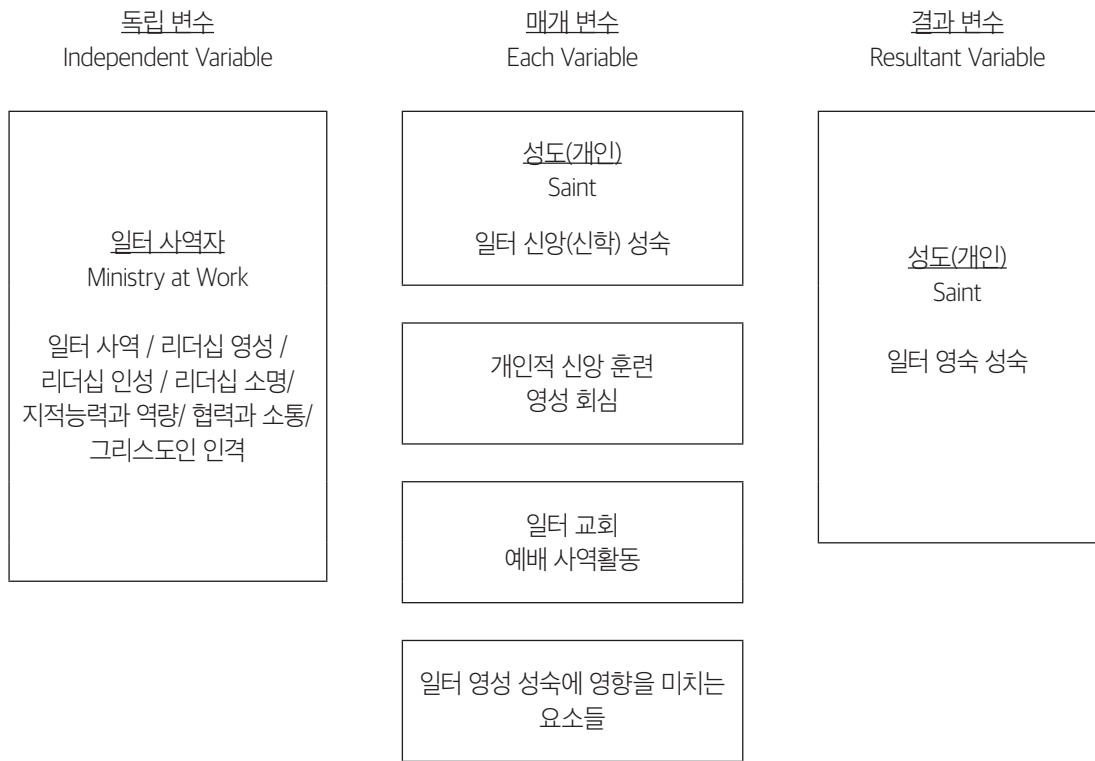 독립 변수
Independent Variable
매개 변수
Each Variable
결과 변수
Resultant Variable
일터 사역자
Ministry at Work
일터 사역 / 리더십 영성 /
리더십 인성 / 리더십 소명/
지적능력과 역량/ 협력과 소통/
그리스도인 인격
성도(개인)
Saint
일터 신앙(신학) 성숙
개인적 신앙 훈련
영성 회심
일터 교회
예배 사역활동
일터 영성 성숙에 영향을 미치는
요소들
성도(개인)
Saint
일터 영숙 성숙